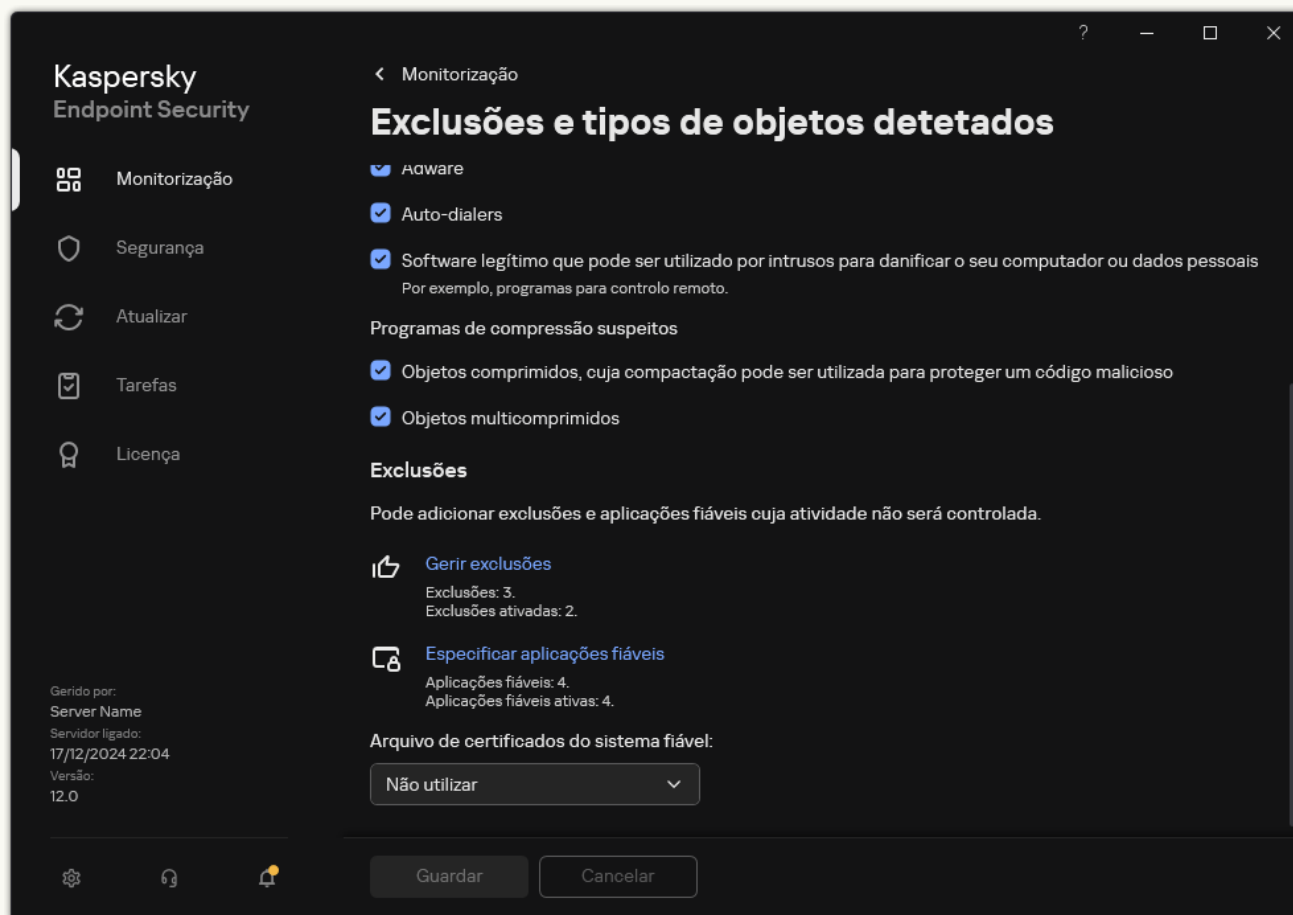 ?
Kaspersky
Endpoint Security
Monitorização
Segurança
Atualizar
Tarefas
Licença
Gerido por:
Server Name
Servidor ligado:
17/12/2024 22:04
Versão:
12.0
Monitorização
Exclusões e tipos de objetos detetados
Adware
Auto-dialers
Software legítimo que pode ser utilizado por intrusos para danificar o seu computador ou dados pessoais
Por exemplo, programas para controlo remoto.
Programas de compressão suspeitos
Objetos comprimidos, cuja compactação pode ser utilizada para proteger um código malicioso
Objetos multicomprimidos
Exclusões
Pode adicionar exclusões e aplicações fiáveis cuja atividade não será controlada.
Gerir exclusões
Exclusões: 3.
Exclusões ativadas: 2.
Especificar aplicações fiáveis
Aplicações fiáveis: 4.
Aplicações fiáveis ativas: 4.
Arquivo de certificados do sistema fiável:
Não utilizar
Guardar
Cancelar